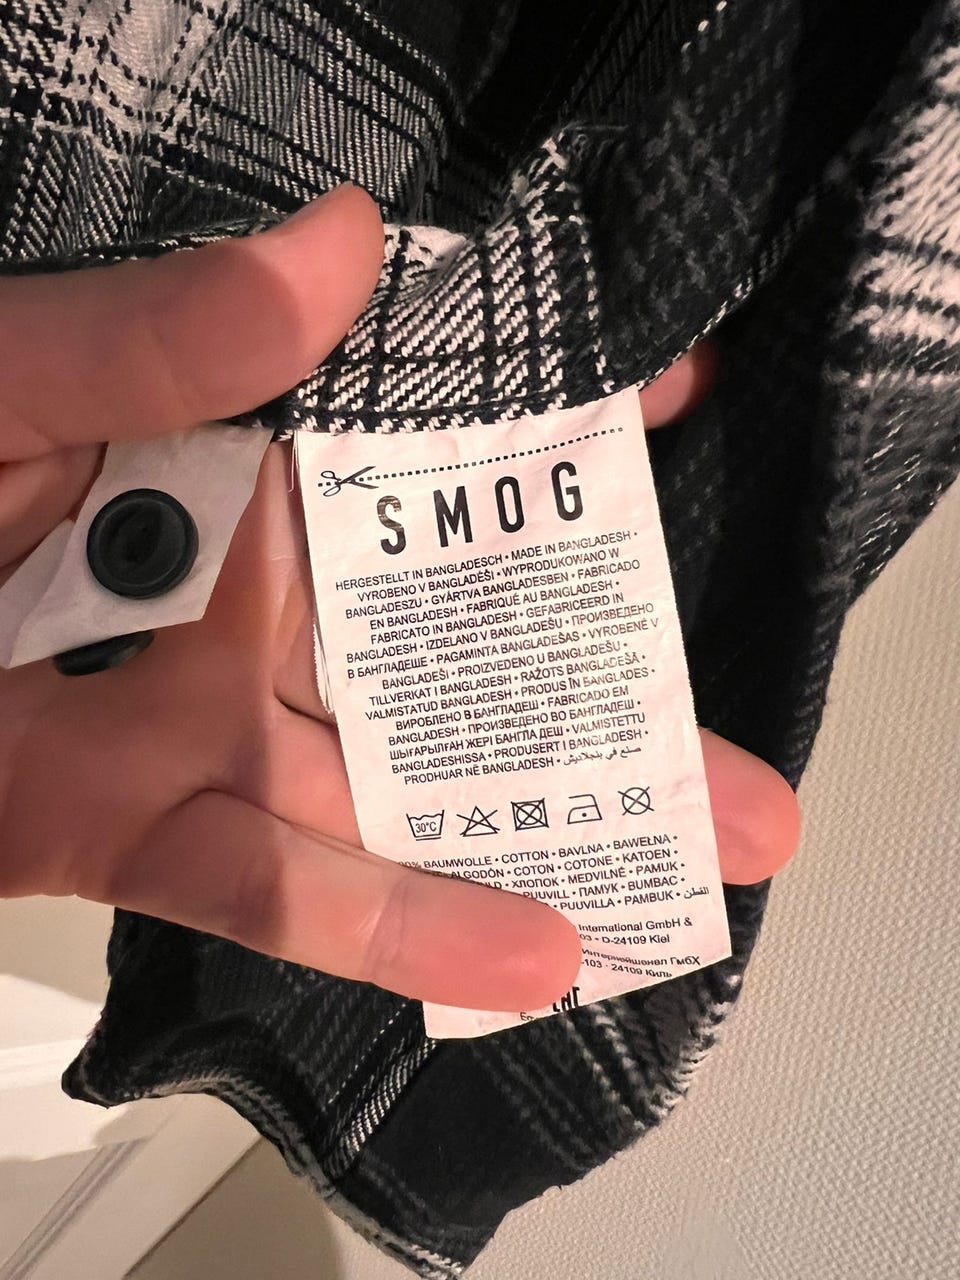 SMOG
HERGESTELLT IN BANGLADESCH • MADE IN BANGLADESH •
VYROBENO V BANGLADÉŠI • WYPRODUKOWANO W
BANGLADESZU • GYÁRTVA BANGLADESBEN • FABRICADO
EN BANGLADESH • FABRIQUÉ AU BANGLADESH •
FABRICATO IN BANGLADESH • GEFABRICEERD IN
BANGLADESH • IZDELANO V BANGLADEŠU • ПРОИЗВЕДЕНО
В БАНГЛАДЕШЕ • PAGAMINTA BANGLADEŠAS • VYROBENÉ V
BANGLADÉŠI • PROIZVEDENO U BANGLADEŠU •
TILLVERKAT I BANGLADESH • RAŽOTS BANGLADEŠĀ •
VALMISTATUD BANGLADESH • PRODUS ÎN BANGLADES •
ВИРОБЛЕНО В БАНГЛАДЕШ • FABRICADO EM
BANGLADESH • ПРОИЗВЕДЕНО ВО БАНГЛАДЕШ •
ШЫҒАРЫЛҒАН ЖЕРІ БАНГЛА ДЕШ • VALMISTETTU
BANGLADESHISSA • PRODUSERT I BANGLADESH •
PRODHUAR NË BANGLADESH • صنع في بنجلاديش
30°C
BAUMWOLLE • COTTON • BAVLNA • BAWEŁNA •
ALGODÓN • COTON • COTONE • KATOEN •
ХЛОПОК • MEDVILNĖ • PAMUK •
PUUVILL • ПАМУК • BUMBAC •
PUUVILLA • PAMBUK • القطن
International GmbH &
D-24109 Kiel
Интернейшенел ГмбХ
-103 · 24109 Киль